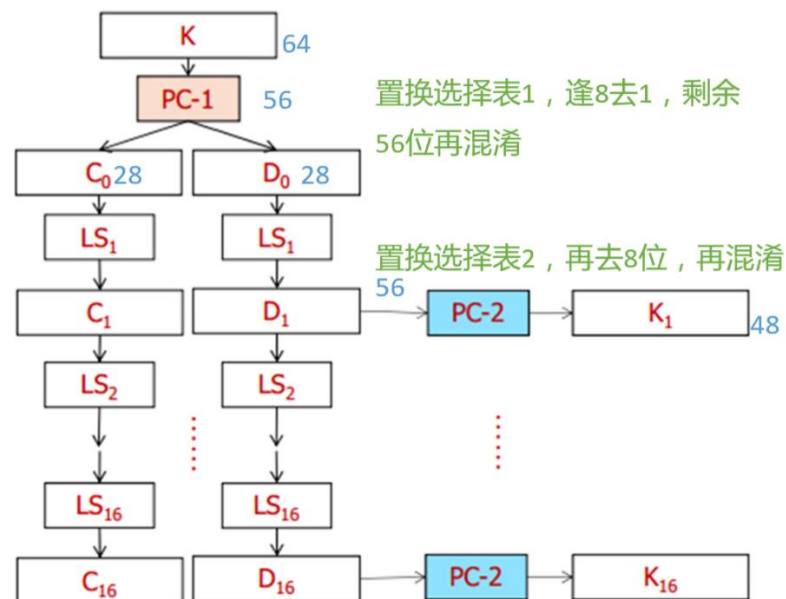 K
64
PC-1
56
置换选择表1，逢8去1，剩余
56位再混淆
C₀ 28
D₀ 28
LS₁
LS₁
置换选择表2，再去8位，再混淆
56
C₁
D₁
PC-2
K₁
48
LS₂
LS₂
LS₁₆
LS₁₆
C₁₆
D₁₆
PC-2
K₁₆